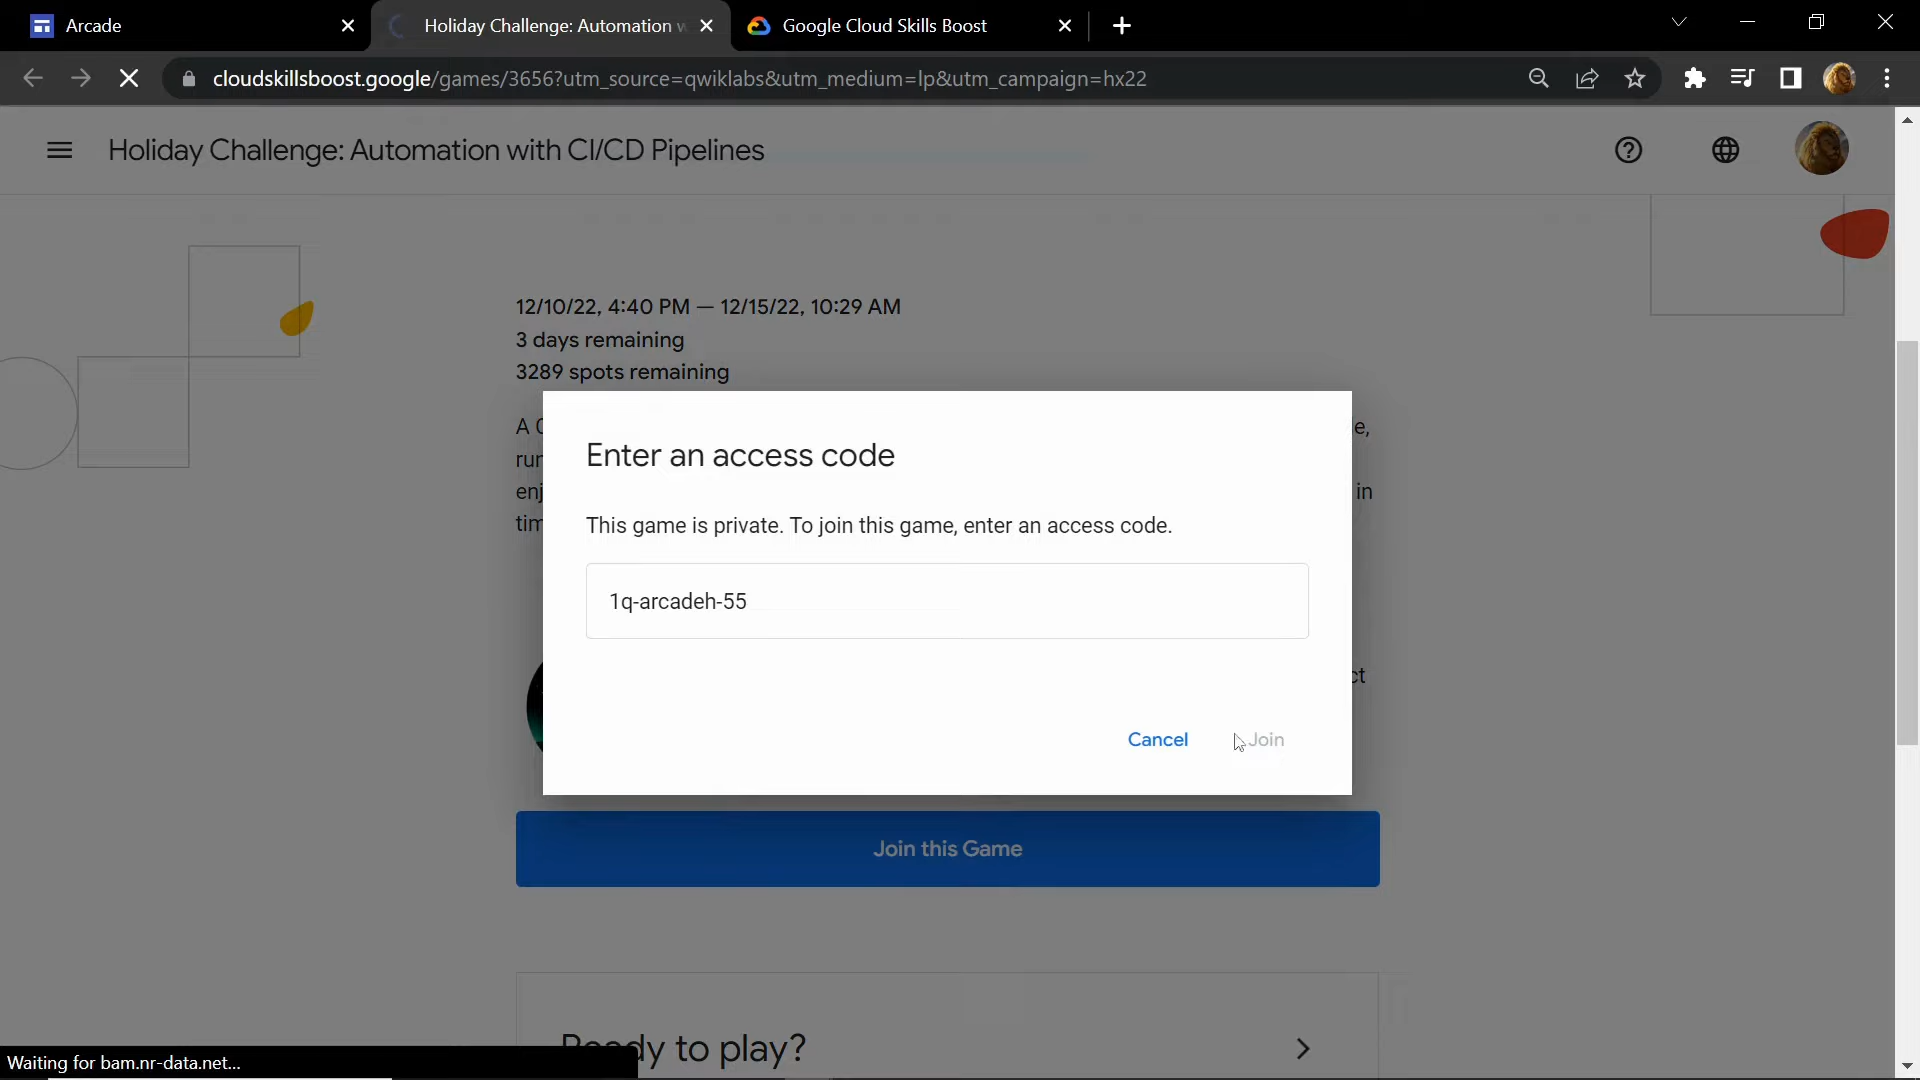 Arcade
Holiday Challenge: Automation w
Google Cloud Skills Boost
cloudskillsboost.google/games/3656?utm_source=qwiklabs&utm_medium=lp&utm_campaign=hx22
Holiday Challenge: Automation with CI/CD Pipelines
12/10/22, 4:40 PM — 12/15/22, 10:29 AM
3 days remaining
3289 spots remaining
Enter an access code
This game is private. To join this game, enter an access code.
1q-arcadeh-55
Cancel
Join
Join this Game
Ready to play?
Waiting for bam.nr-data.net...